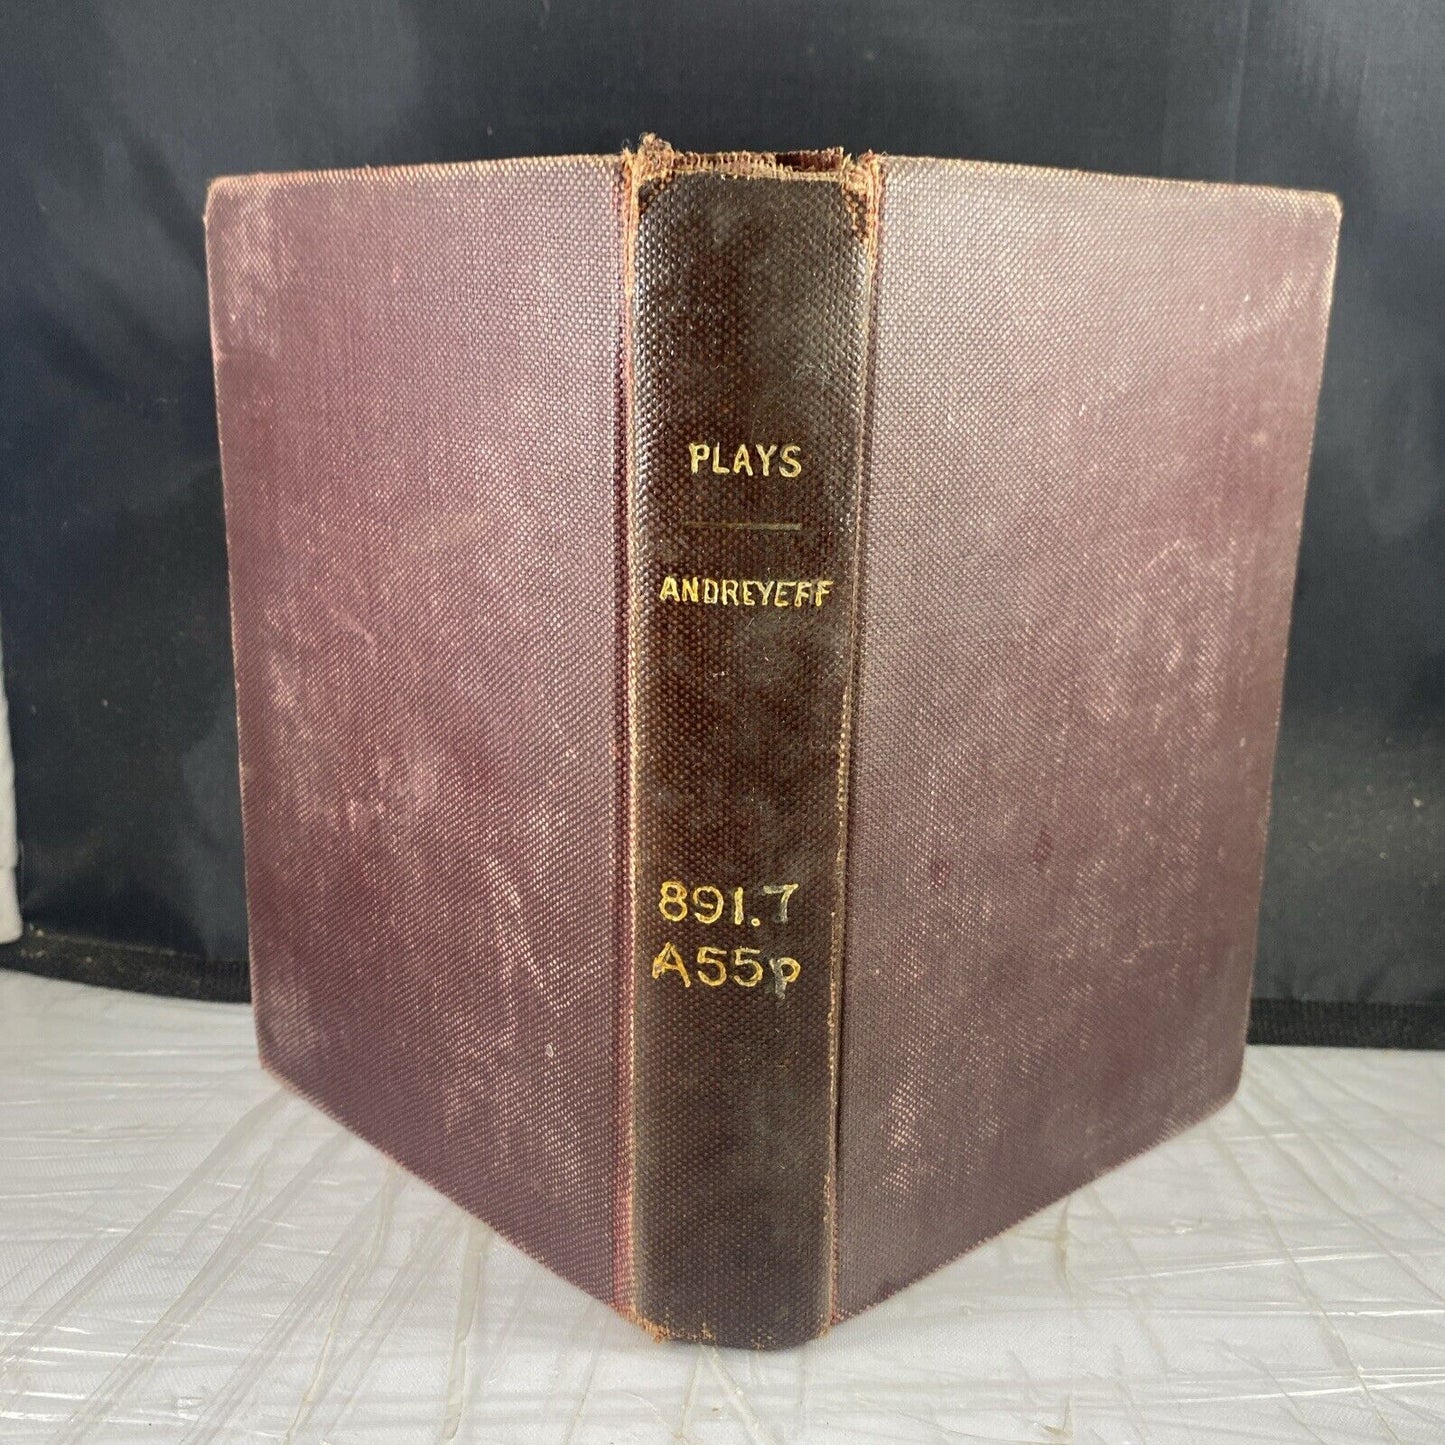 PLAYS
ANDREYEFF
891.7
A55p